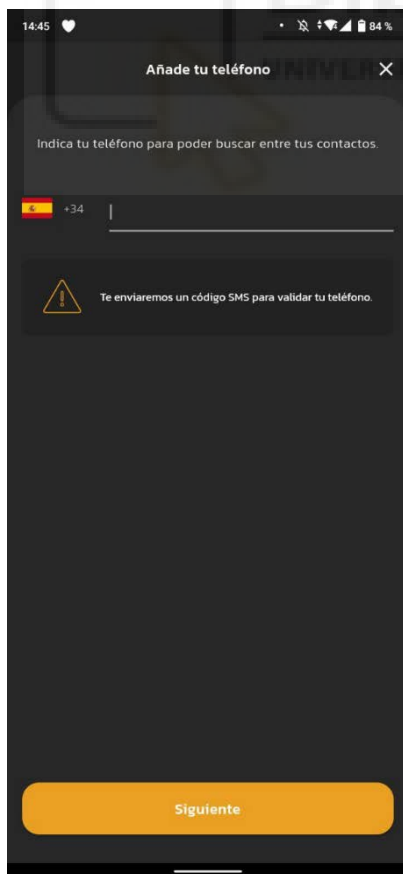 14:45 84 %
Añade tu teléfono
Indica tu teléfono para poder buscar entre tus contactos.
+34
Te enviaremos un código SMS para validar tu teléfono.
Siguiente